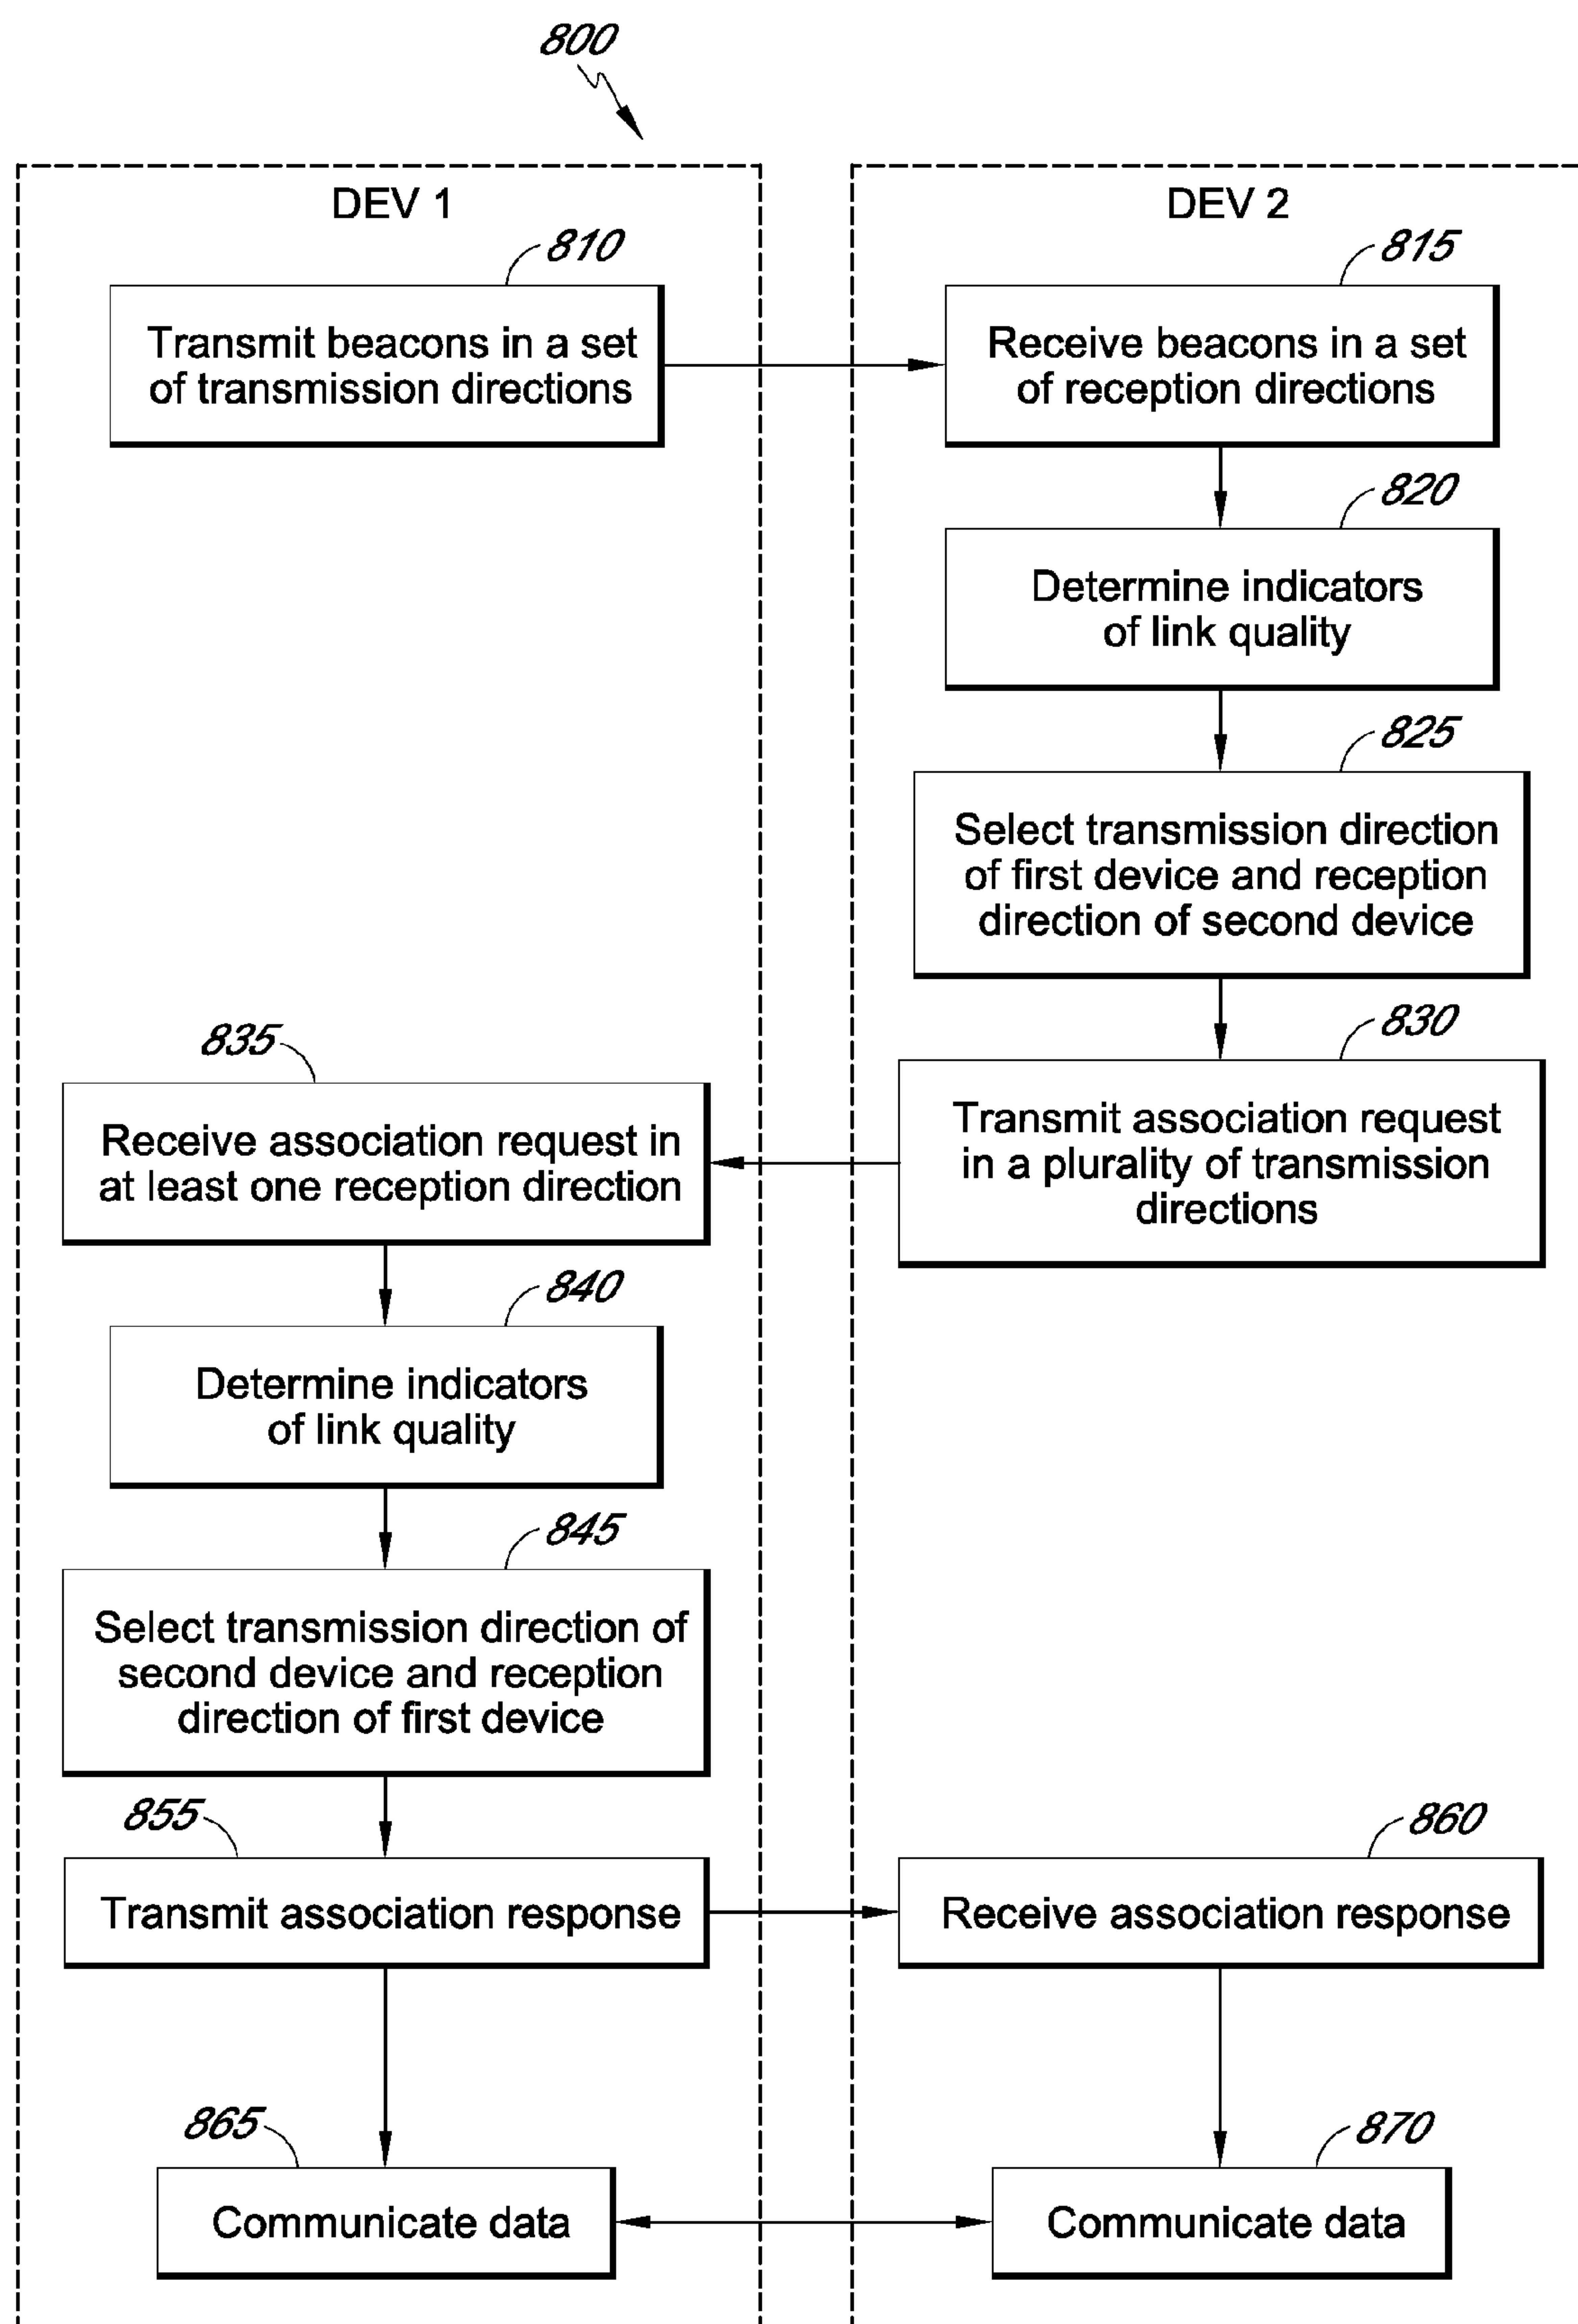 800
DEV 1
DEV 2
810
Transmit beacons in a set
of transmission directions
815
Receive beacons in a set
of reception directions
820
Determine indicators
of link quality
825
Select transmission direction
of first device and reception
direction of second device
830
Transmit association request
in a plurality of transmission
directions
835
Receive association request in
at least one reception direction
840
Determine indicators
of link quality
845
Select transmission direction of
second device and reception
direction of first device
855
Transmit association response
860
Receive association response
865
Communicate data
870
Communicate data